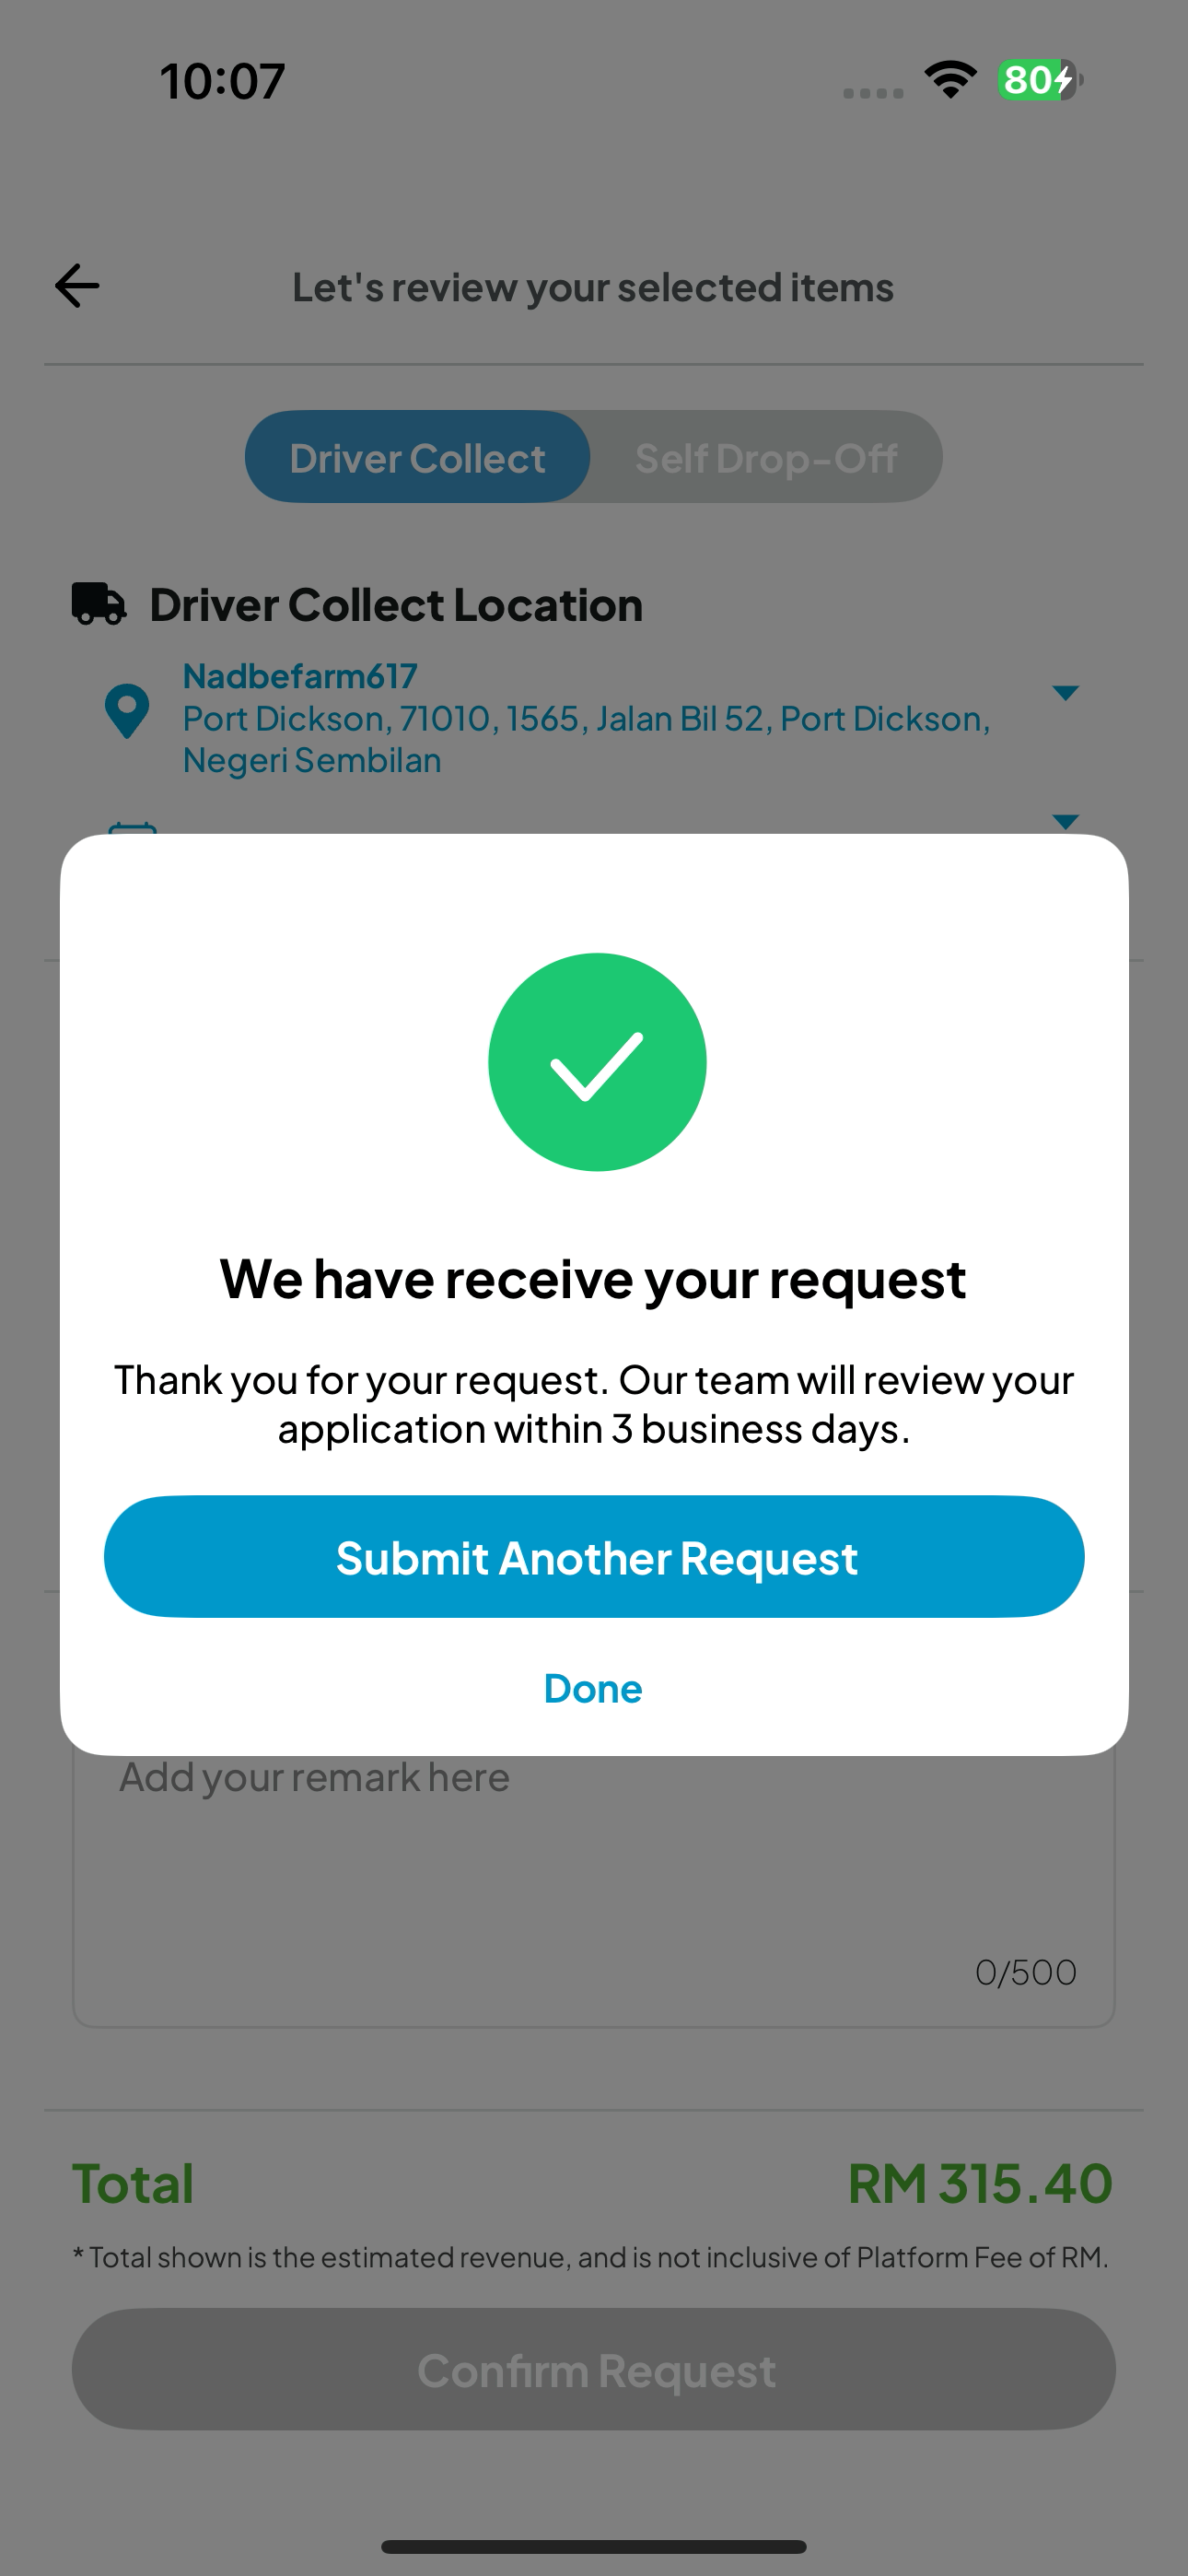 10:07
80
Let's review your selected items
Driver Collect
Self Drop-Off
Driver Collect Location
Nadbefarm617
Port Dickson, 71010, 1565, Jalan Bil 52, Port Dickson,
Negeri Sembilan
We have receive your request
Thank you for your request. Our team will review your
application within 3 business days.
Submit Another Request
Done
Add your remark here
0/500
Total
RM 315.40
* Total shown is the estimated revenue, and is not inclusive of Platform Fee of RM.
Confirm Request